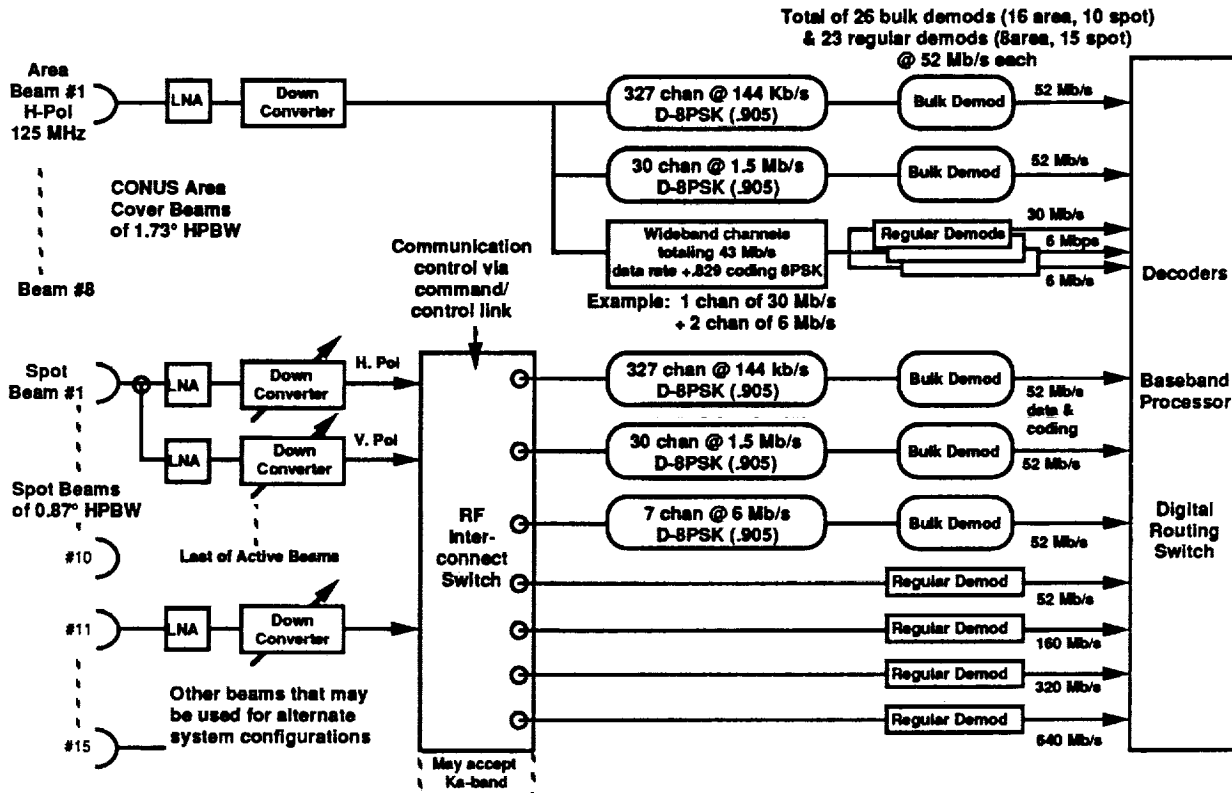 Total of 26 bulk demods (16 area, 10 spot)
& 23 regular demods (8area, 15 spot)
@ 52 Mb/s each
Area
Beam #1
H-Pol
125 MHz
LNA
Down
Converter
327 chan @ 144 Kb/s
D-8PSK (.905)
Bulk Demod
52 Mb/s
CONUS Area
Cover Beams
of 1.73° HPBW
30 chan @ 1.5 Mb/s
D-8PSK (.905)
Bulk Demod
52 Mb/s
Wideband channels
totaling 43 Mb/s
data rate +.829 coding 8PSK
Regular Demods
30 Mb/s
6 Mbps
6 Mb/s
Example: 1 chan of 30 Mb/s
+ 2 chan of 6 Mb/s
Decoders
Beam #8
Communication
control via
command/
control link
Spot
Beam #1
LNA
Down
Converter
H. Pol
327 chan @ 144 kb/s
D-8PSK (.905)
Bulk Demod
52 Mb/s
data &
coding
Baseband
Processor
LNA
Down
Converter
V. Pol
30 chan @ 1.5 Mb/s
D-8PSK (.905)
Bulk Demod
52 Mb/s
Spot Beams
of 0.87° HPBW
RF
Inter-
connect
Switch
7 chan @ 6 Mb/s
D-8PSK (.905)
Bulk Demod
52 Mb/s
Digital
Routing
Switch
#10
Last of Active Beams
Regular Demod
52 Mb/s
#11
LNA
Down
Converter
Regular Demod
160 Mb/s
Other beams that may
be used for alternate
system configurations
Regular Demod
320 Mb/s
#15
Regular Demod
640 Mb/s
May accept
Ka-band